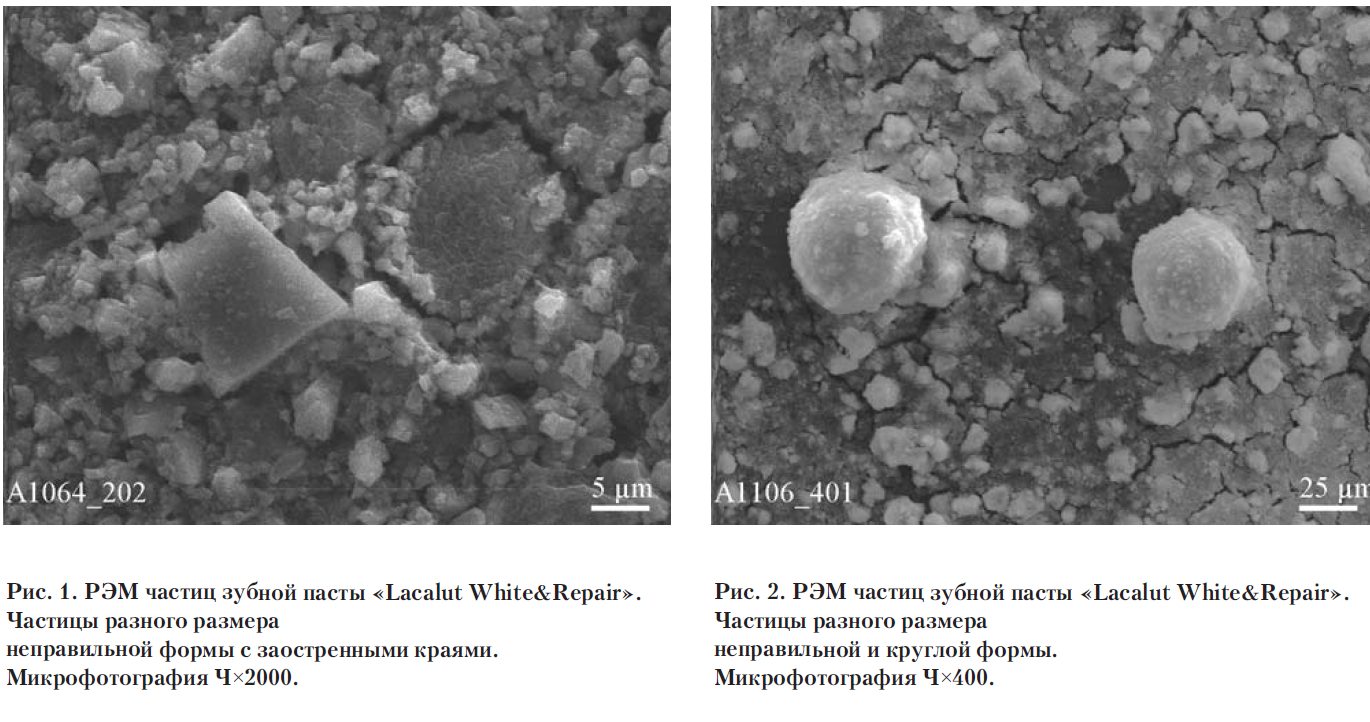 A1064_202
5 µm
A1106_401
25 µm
Рис. 1. РЭМ частиц зубной пасты «Lacalut White&Repair».
Частицы разного размера
неправильной формы с заостренными краями.
Микрофотография Ч×2000.
Рис. 2. РЭМ частиц зубной пасты «Lacalut White&Repair».
Частицы разного размера
неправильной и круглой формы.
Микрофотография Ч×400.